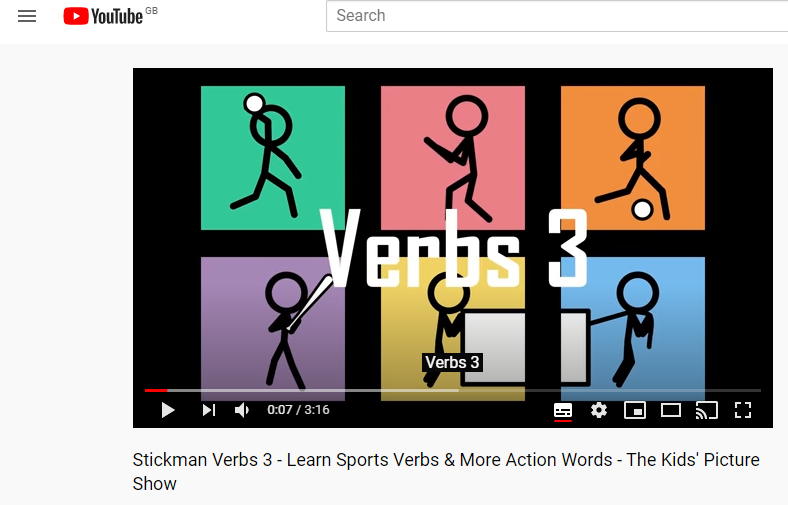 YouTube GB
Search
Verbs 3
Verbs 3
0:07 / 3:16
Stickman Verbs 3 - Learn Sports Verbs & More Action Words - The Kids' Picture
Show